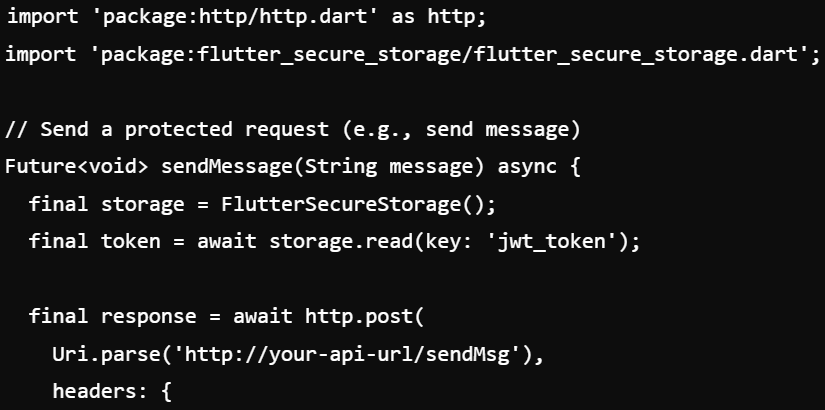 import 'package:http/http.dart' as http;
import 'package:flutter_secure_storage/flutter_secure_storage.dart';
// Send a protected request (e.g., send message)
Future<void> sendMessage(String message) async {
final storage = FlutterSecureStorage();
final token = await storage.read(key: 'jwt_token');
final response = await http.post(
Uri.parse('http://your-api-url/sendMsg'),
headers: {